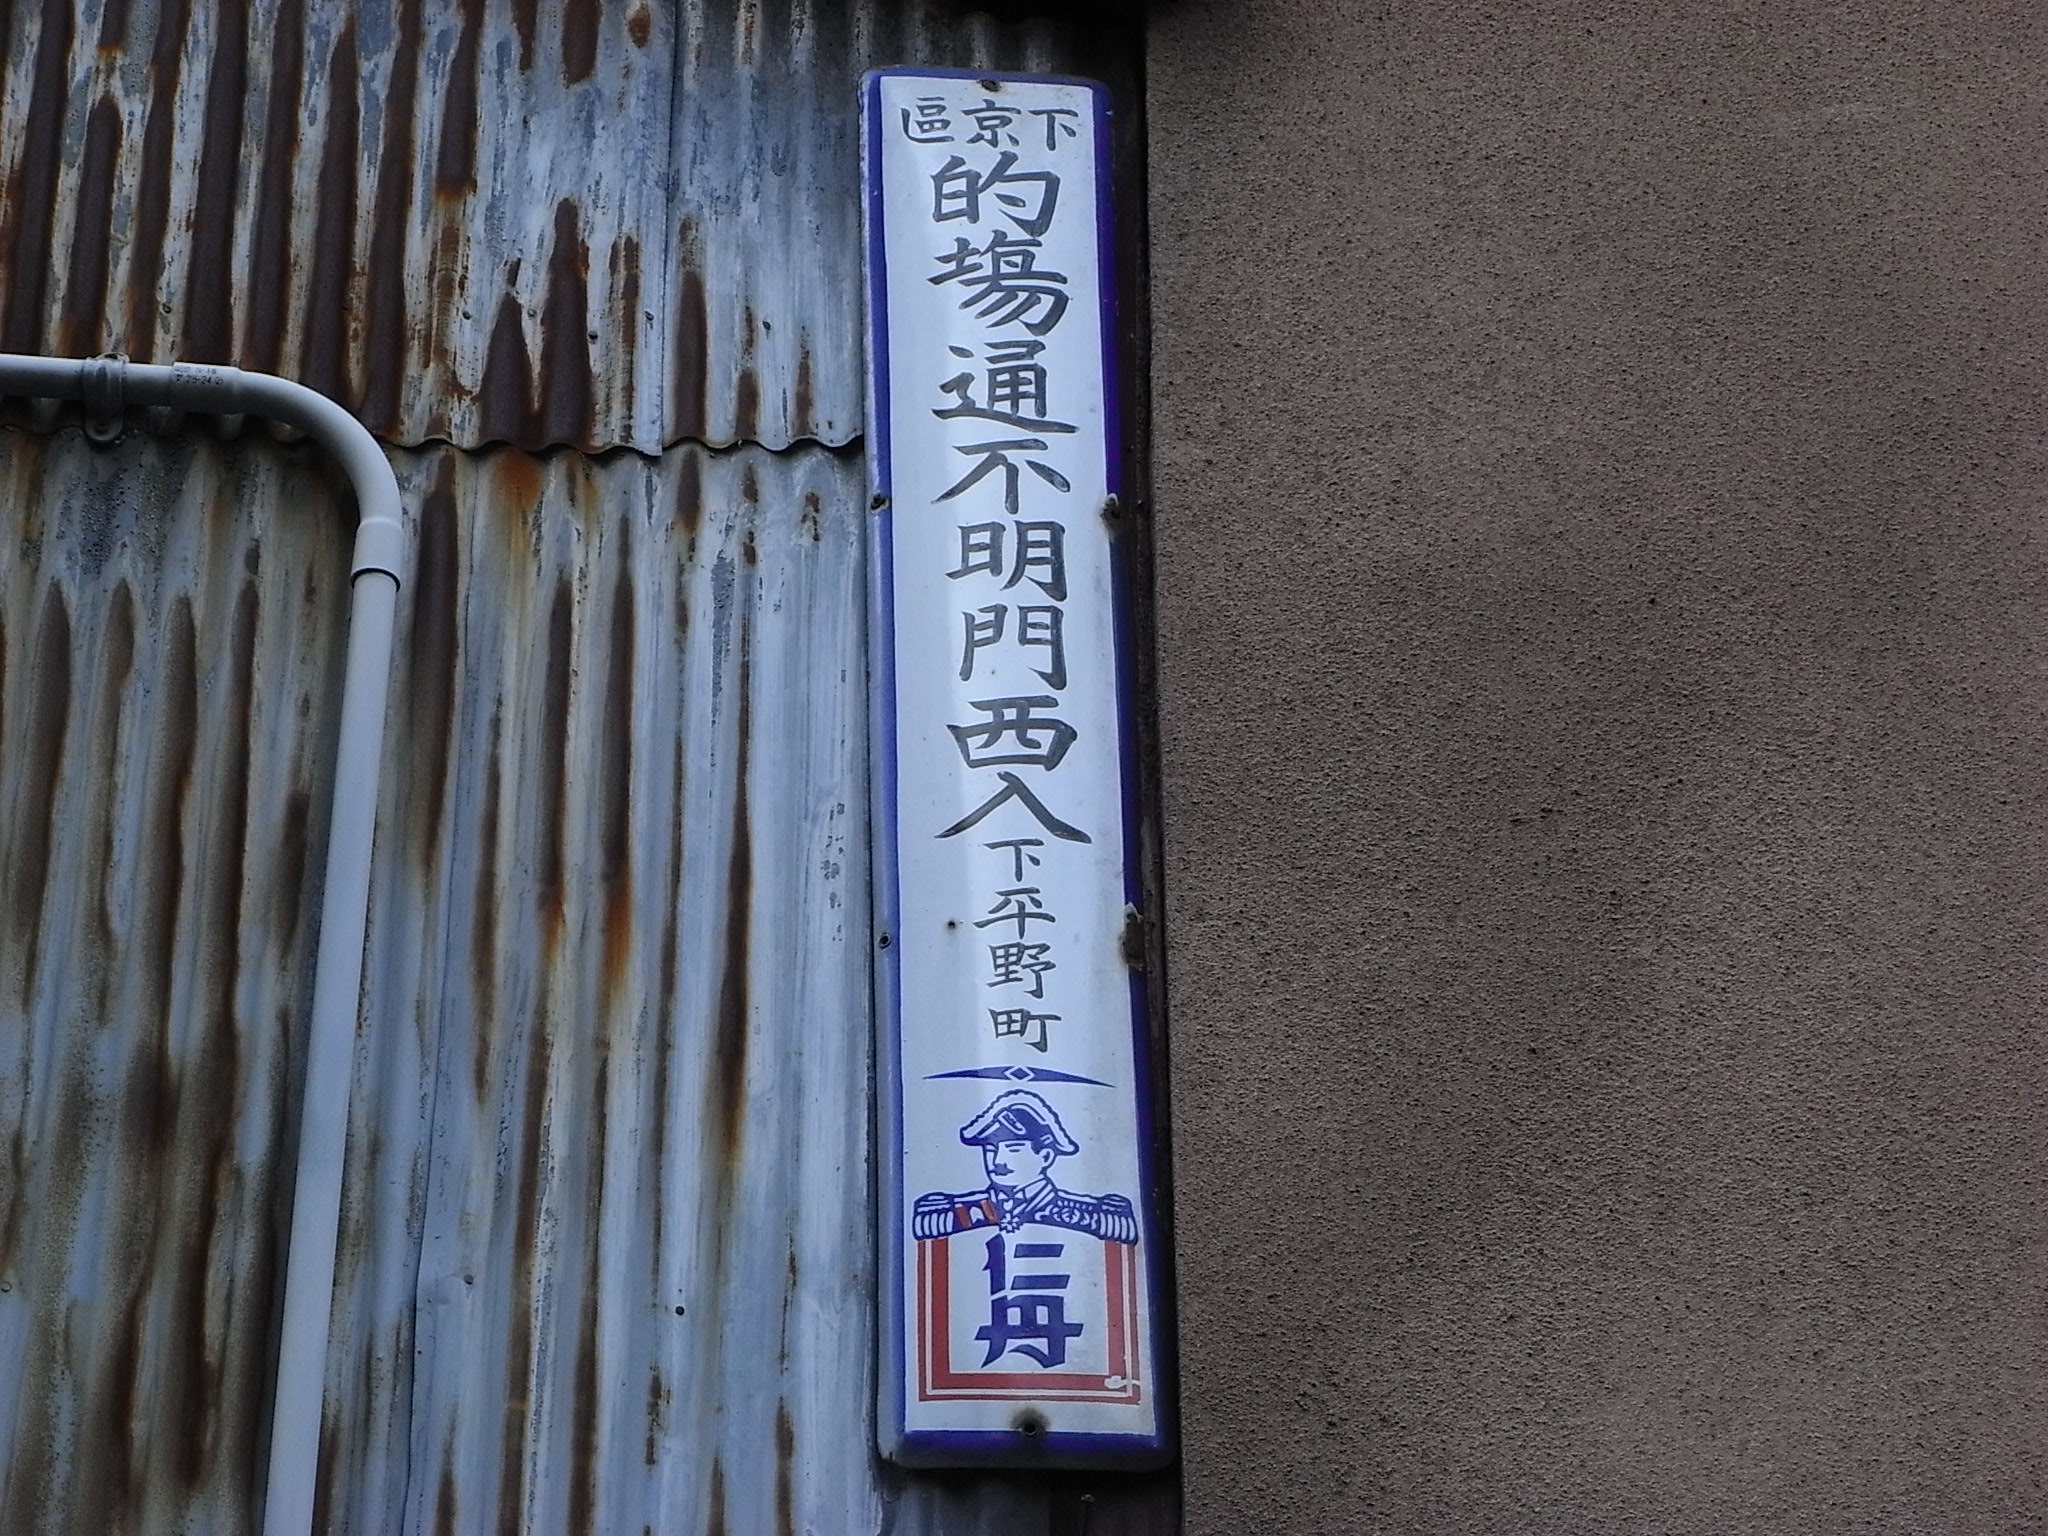 下京區
的場通不明門西入下平野町
仁丹